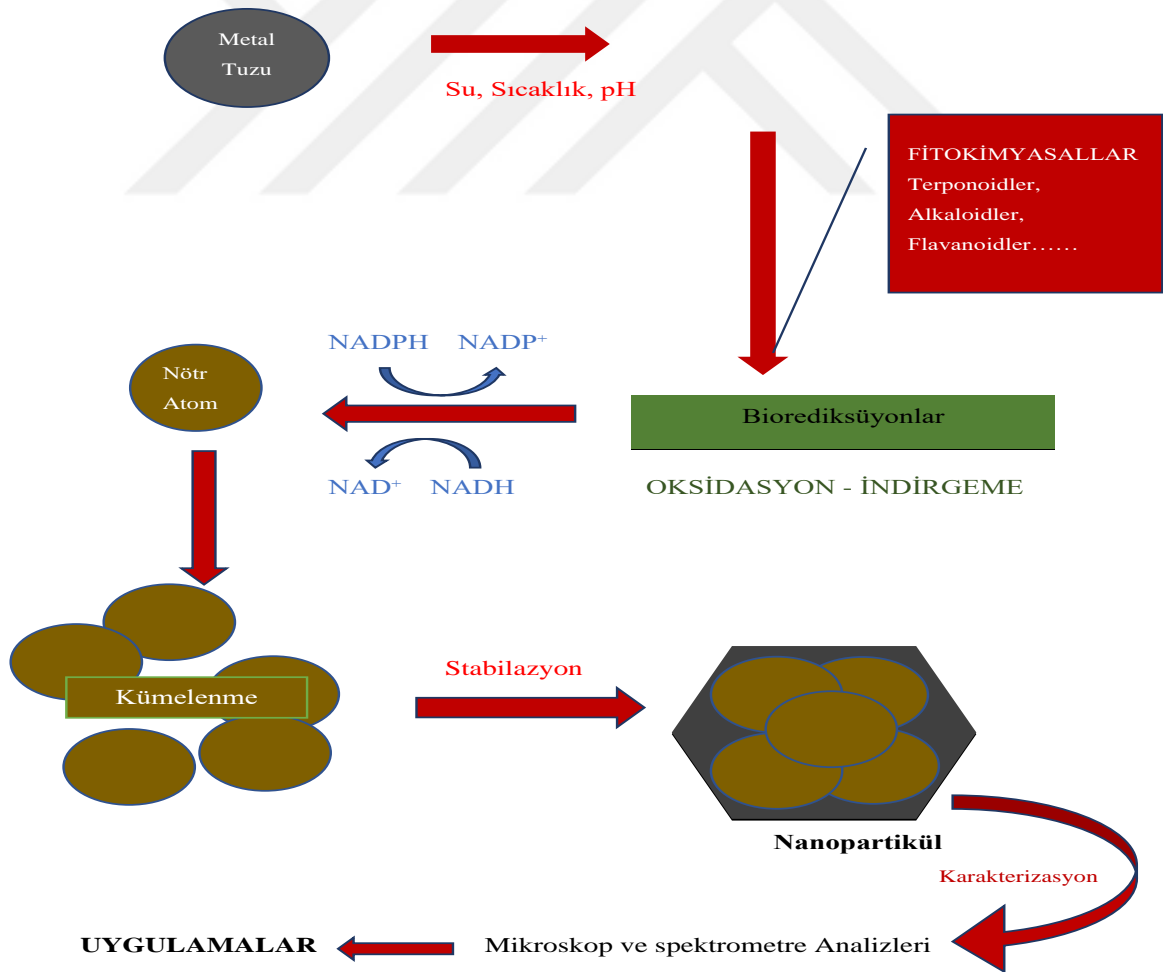 Metal
Tuzu
Su, Sıcaklık, pH
FİTOKİMYASALLAR
Terponoidler,
Alkaloidler,
Flavanoidler……
NADPH NADP⁺
Nötr
Atom
Biorediksüyonlar
NAD⁺ NADH
OKSİDASYON - İNDİRGEME
Kümelenme
Stabilazyon
Nanopartikül
Karakterizasyon
UYGULAMALAR
Mikroskop ve spektrometre Analizleri